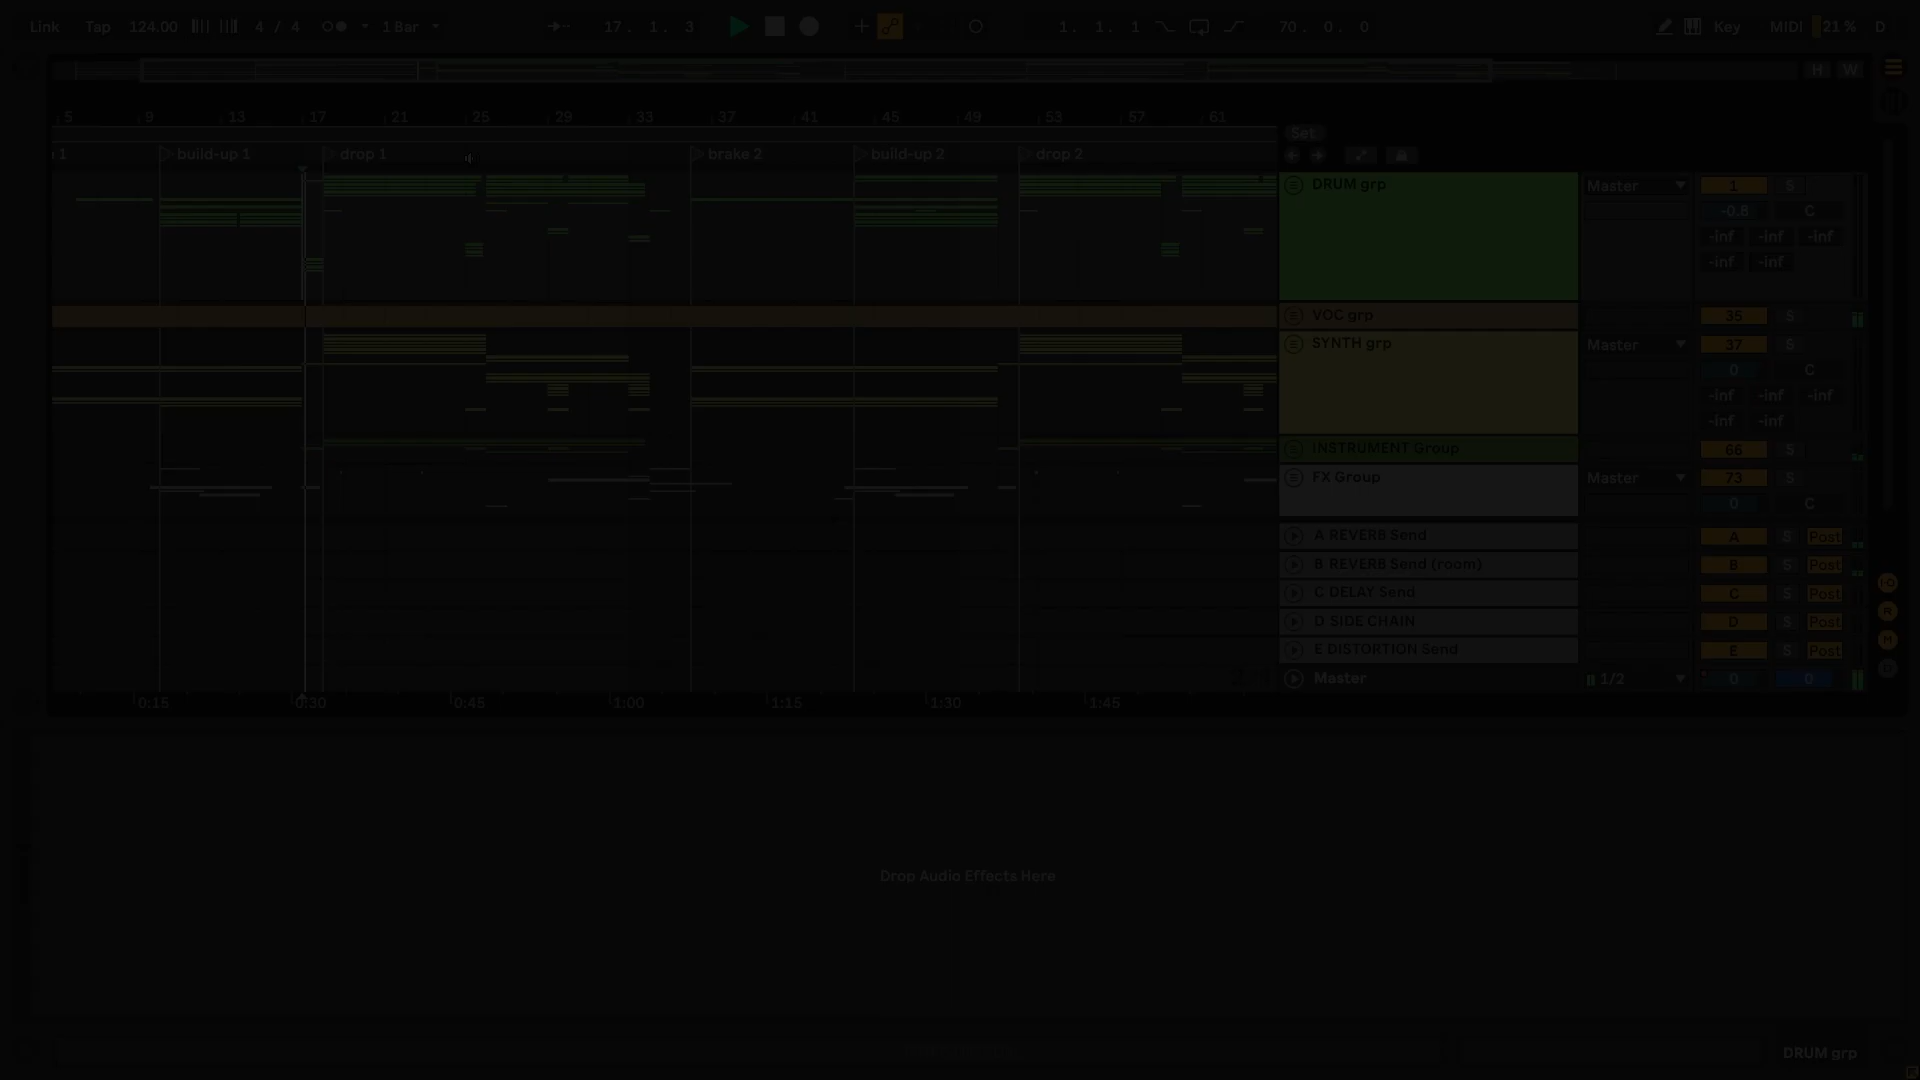 Link Tap 124.00 4 / 4 1 Bar 17. 1. 3 1. 1. 1 70. 0. 0 Key MIDI 21 % D
H W
5 9 13 17 21 25 29 33 37 41 45 49 53 57 61
Set
1 build-up 1 drop 1 brake 2 build-up 2 drop 2
DRUM grp Master 1 S
-0.8 C
-inf -inf -inf
-inf -inf
VOC grp 35 S
SYNTH grp Master 37 S
0 C
-inf -inf -inf
-inf -inf
INSTRUMENT Group 66 S
FX Group Master 73 S
0 C
A REVERB Send A S Post
B REVERB Send (room) B S Post
C DELAY Send C S Post
D SIDE CHAIN D S Post
E DISTORTION Send E S Post
Master 1/2 0 0
0:15 0:30 0:45 1:00 1:15 1:30 1:45
I·O
R
M
D
Drop Audio Effects Here
DRUM grp